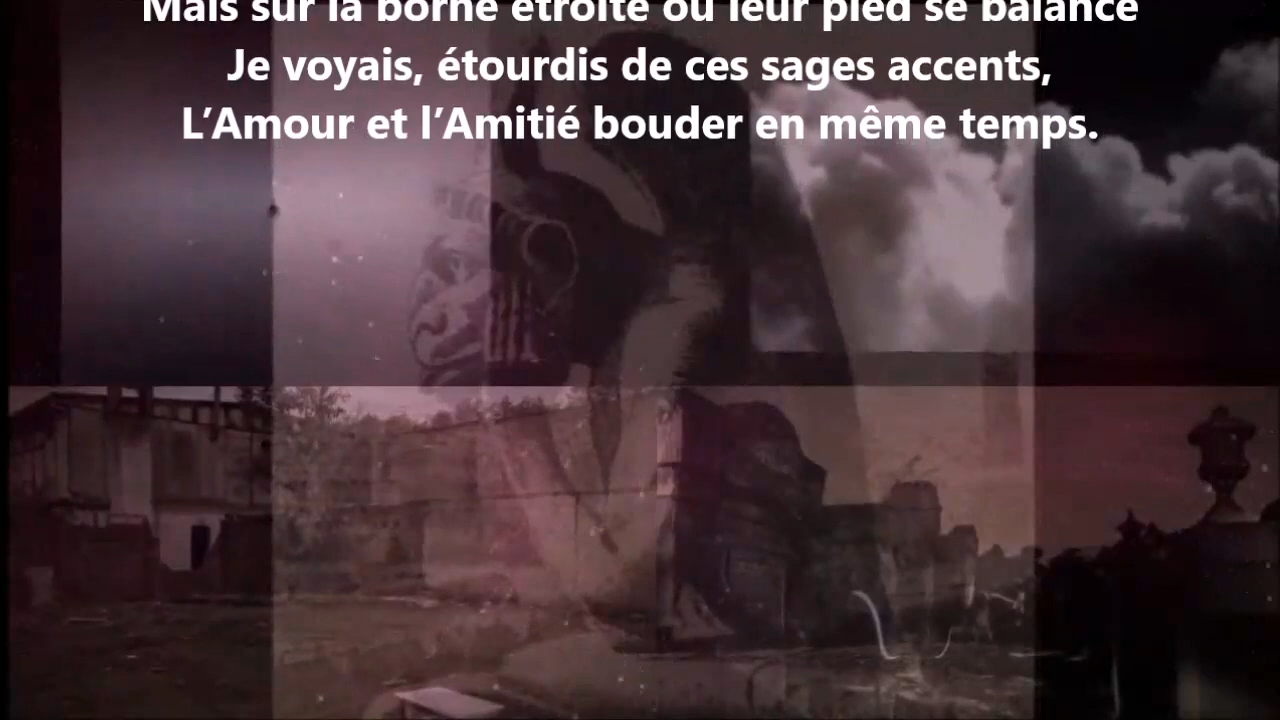 Mais sur la borne étroite où leur pied se balance
Je voyais, étourdis de ces sages accents,
L’Amour et l’Amitié bouder en même temps.